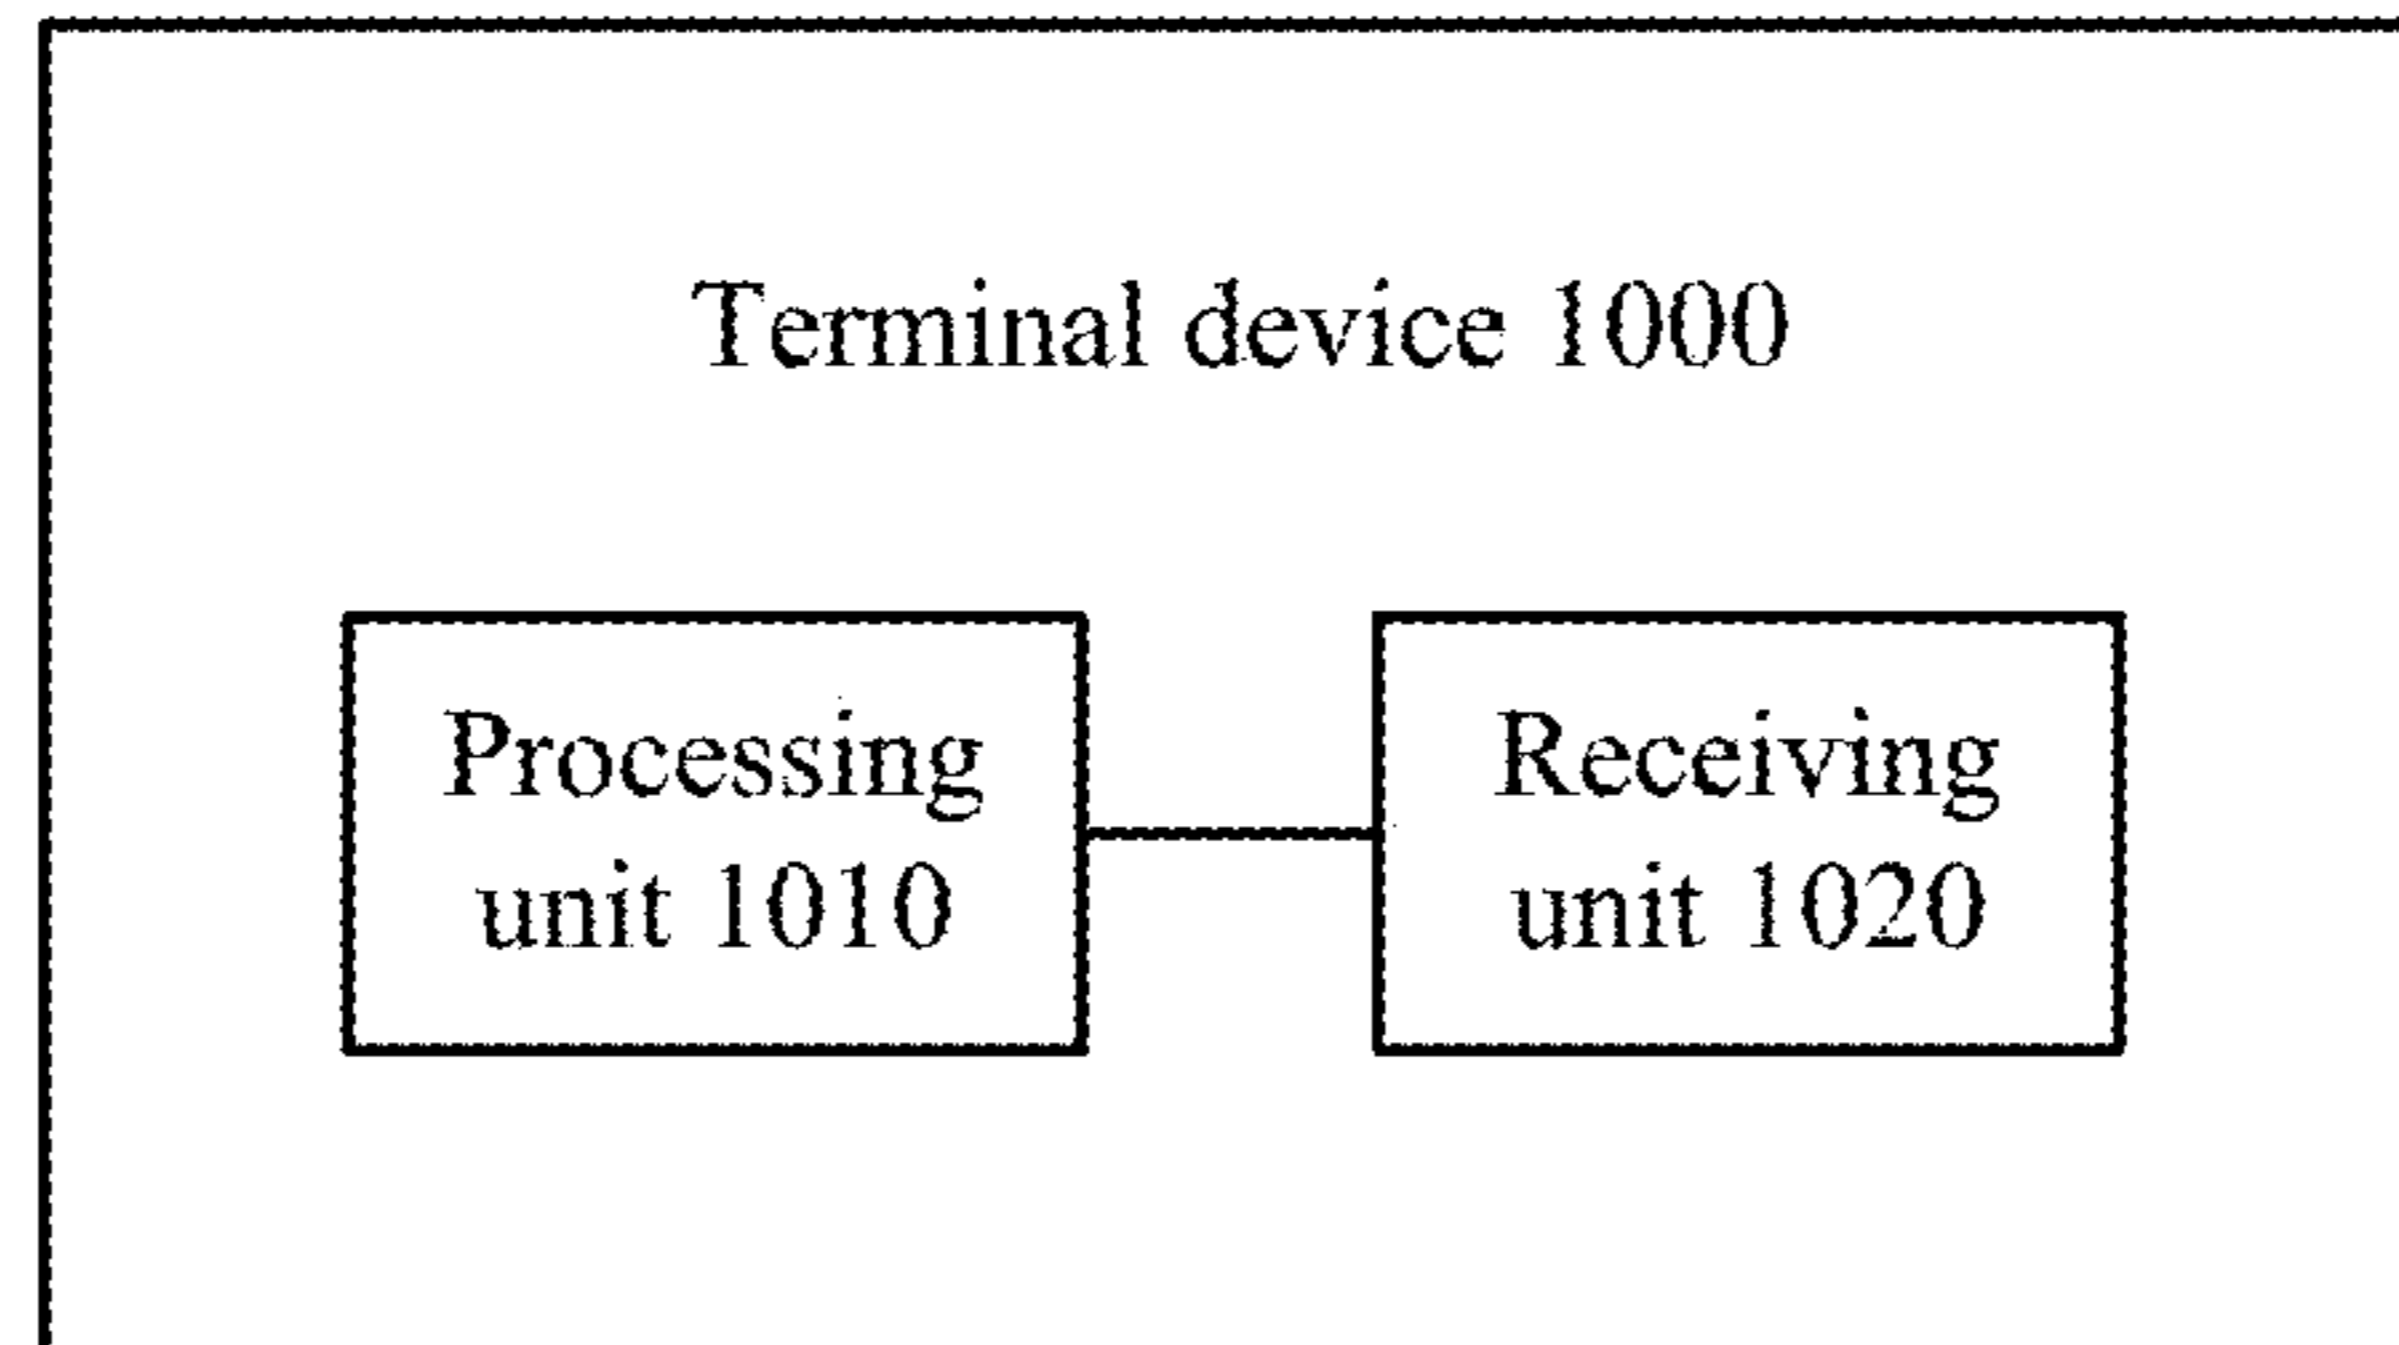 Terminal device 1000
Processing
unit 1010
Receiving
unit 1020